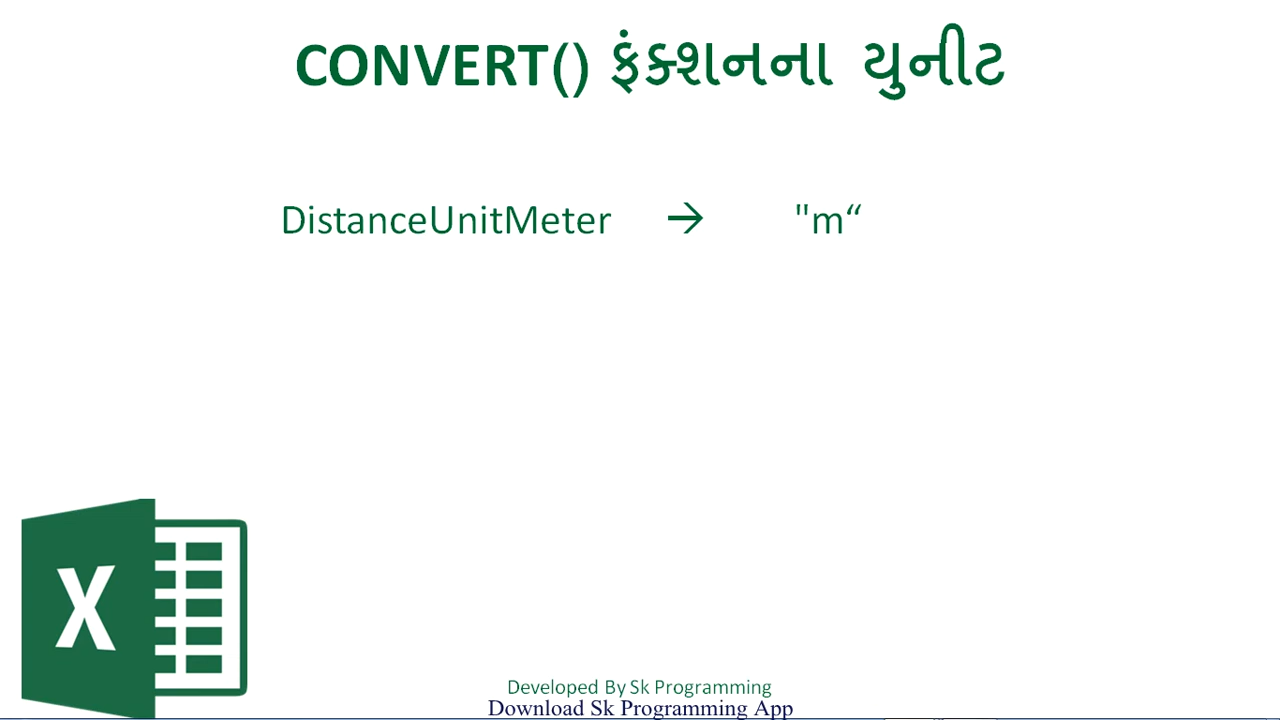 CONVERT() ફંક્શનના યુનીટ
DistanceUnitMeter → "m“
X
Developed By Sk Programming
Download Sk Programming App